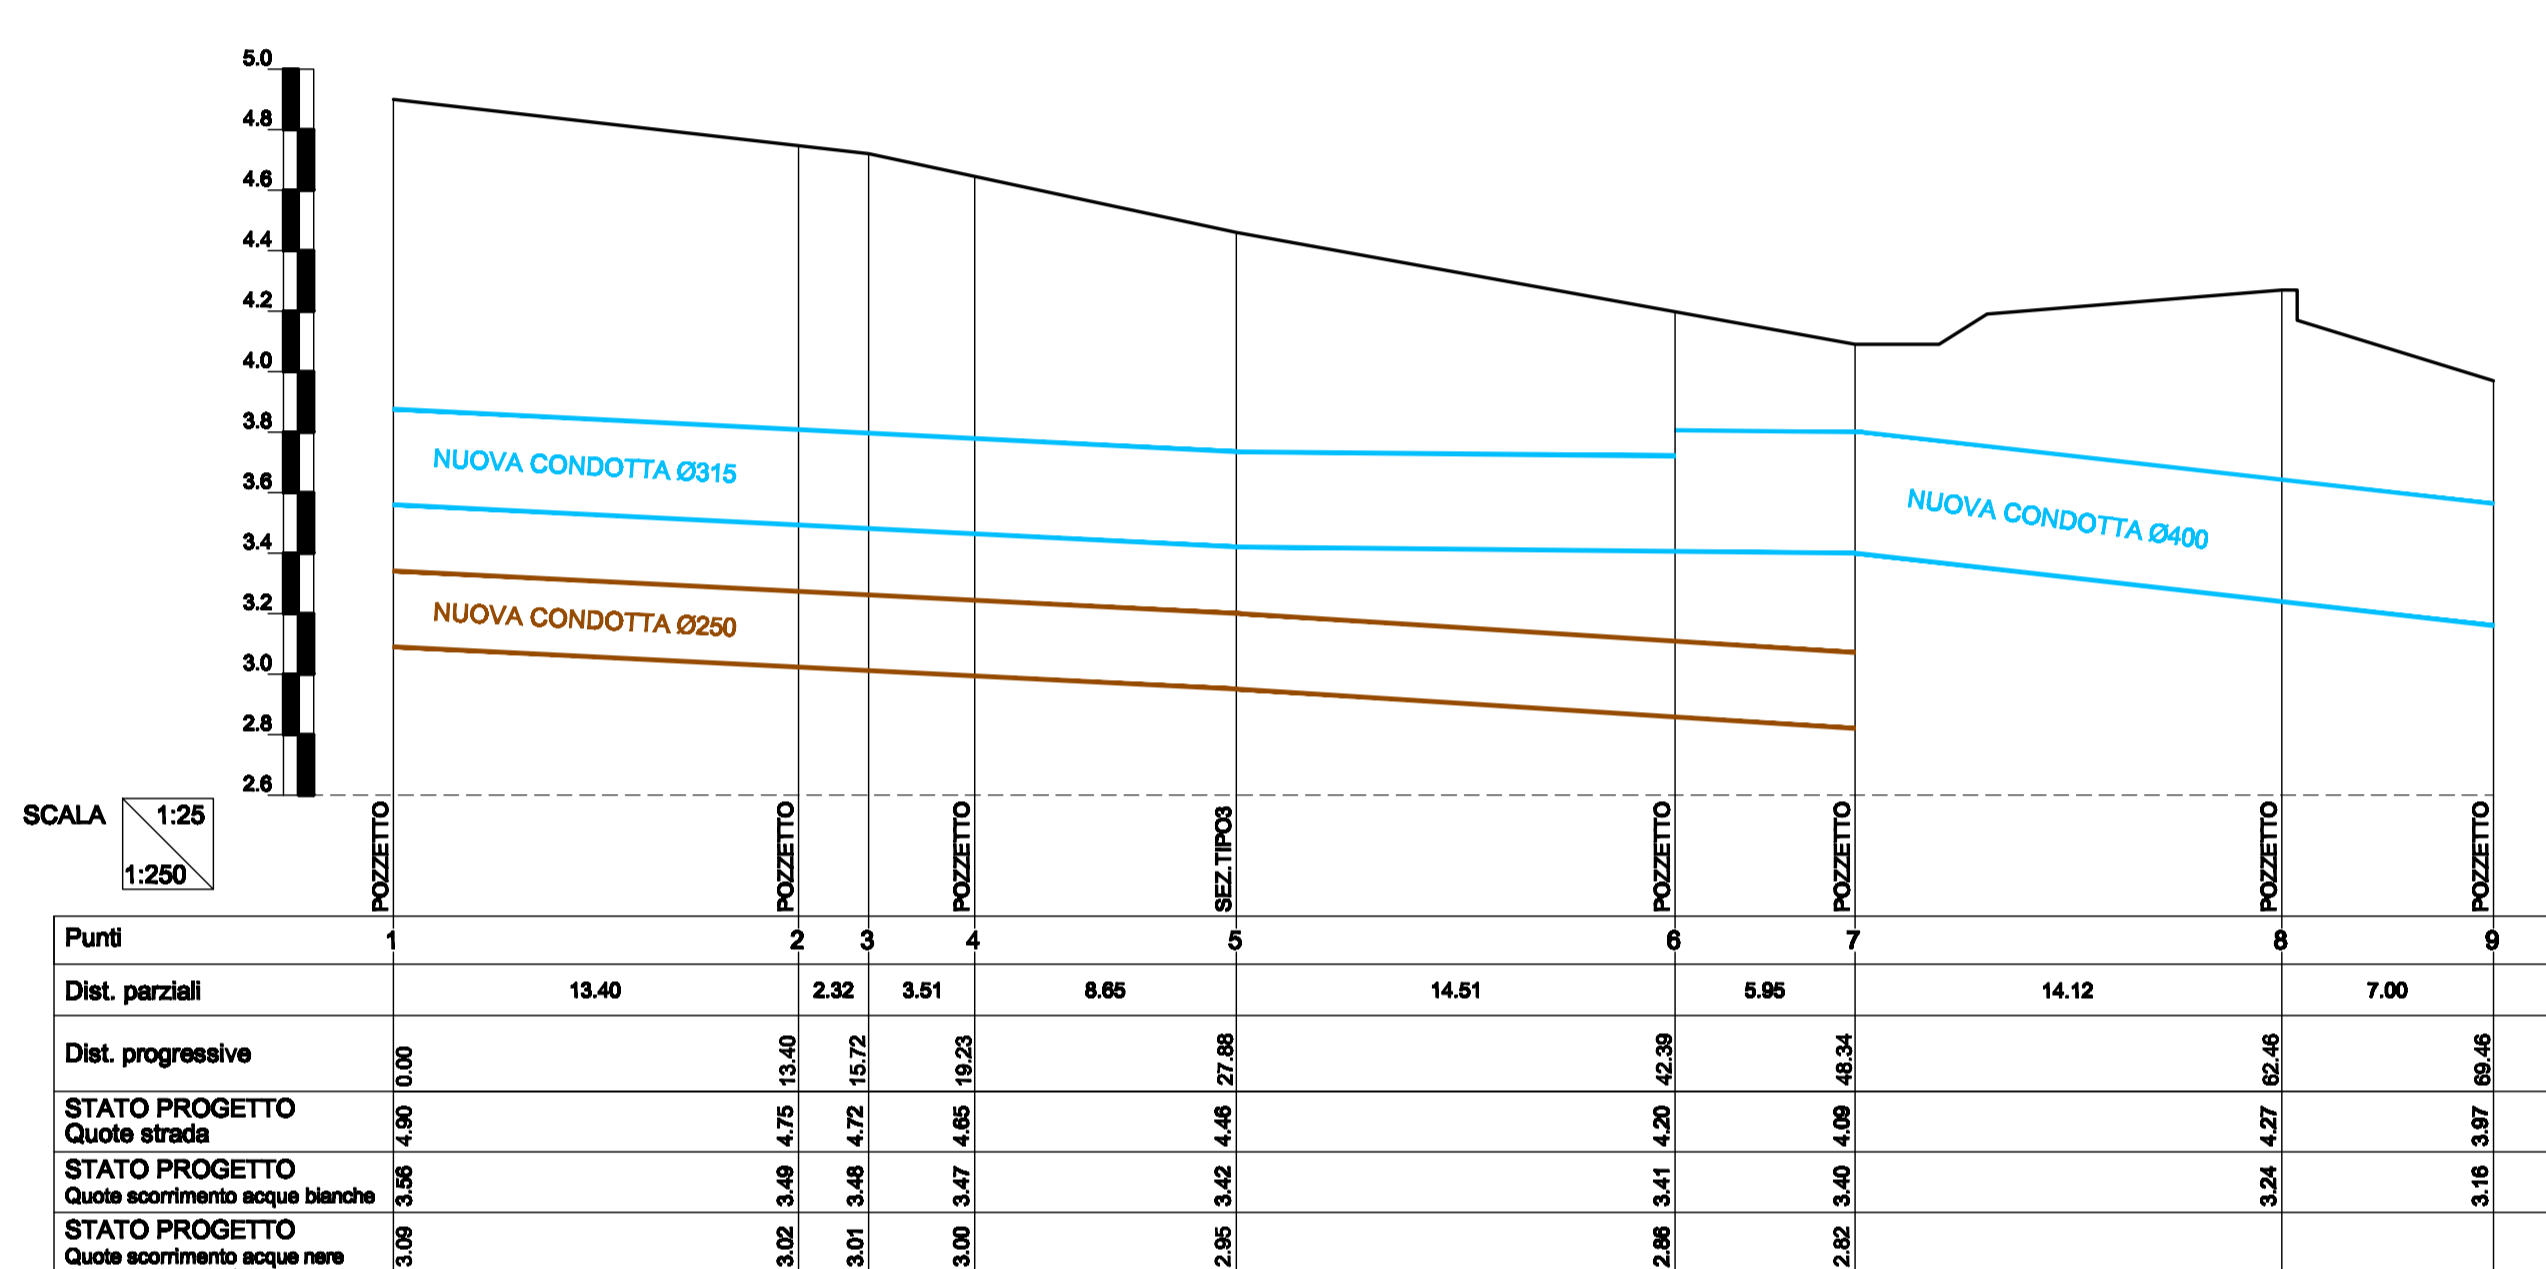 5.0
4.8
4.6
4.4
4.2
4.0
3.8
3.6
3.4
3.2
3.0
2.8
2.6
NUOVA CONDOTTA Ø315
NUOVA CONDOTTA Ø400
NUOVA CONDOTTA Ø250
SCALA 1:25
1:250
POZZETTO POZZETTO POZZETTO SEZ.TIPO3 POZZETTO POZZETTO POZZETTO POZZETTO
Punti 1 2 3 4 5 6 7 8 9
Dist. parziali 13.40 2.32 3.51 8.65 14.51 5.95 14.12 7.00
Dist. progressive 0.00 13.40 15.72 19.23 27.88 42.39 48.34 62.46 69.46
STATO PROGETTO
Quote strada 4.90 4.75 4.72 4.65 4.46 4.20 4.09 4.27 3.97
STATO PROGETTO
Quote scorrimento acque bianche 3.56 3.49 3.48 3.47 3.42 3.41 3.40 3.24 3.16
STATO PROGETTO
Quote scorrimento acque nere 3.09 3.02 3.01 3.00 2.95 2.86 2.82